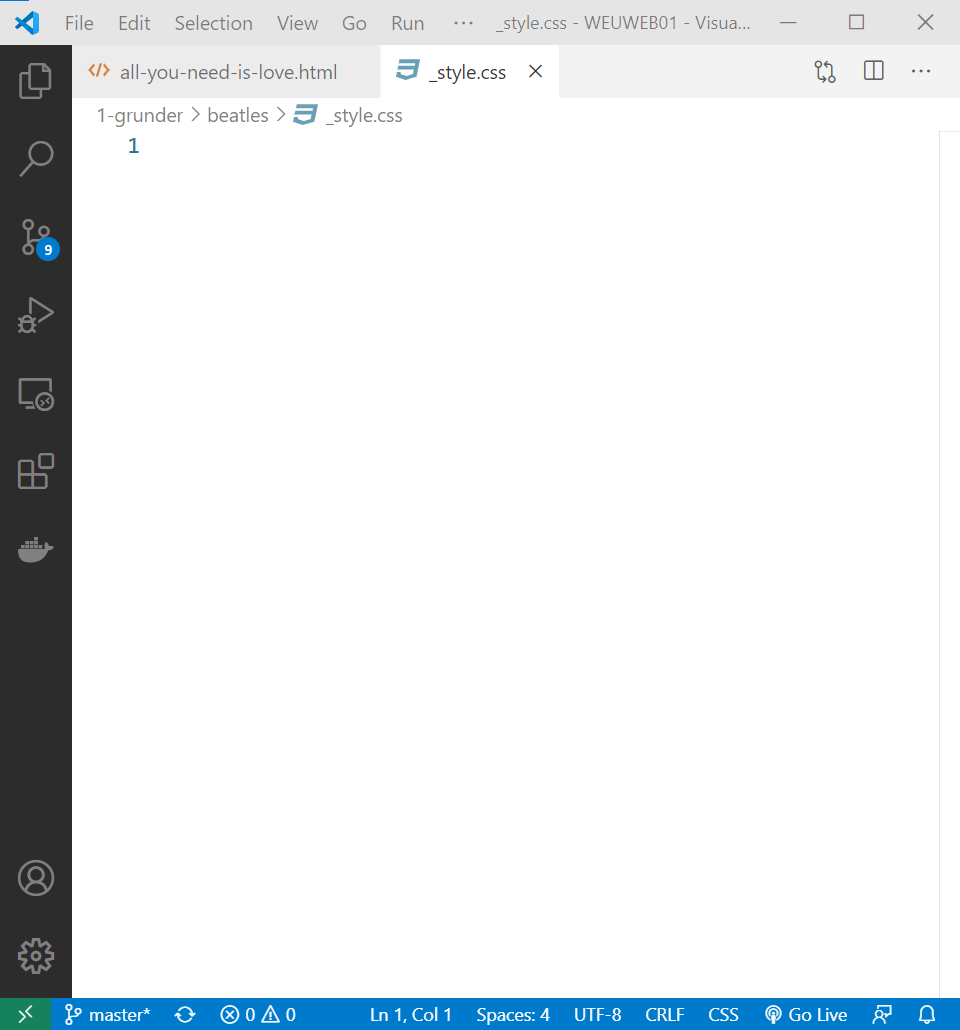 File Edit Selection View Go Run ··· _style.css - WEUWEB01 - Visua...
all-you-need-is-love.html _style.css
1-grunder > beatles > _style.css
1
9
master* 0 0 Ln 1, Col 1 Spaces: 4 UTF-8 CRLF CSS Go Live